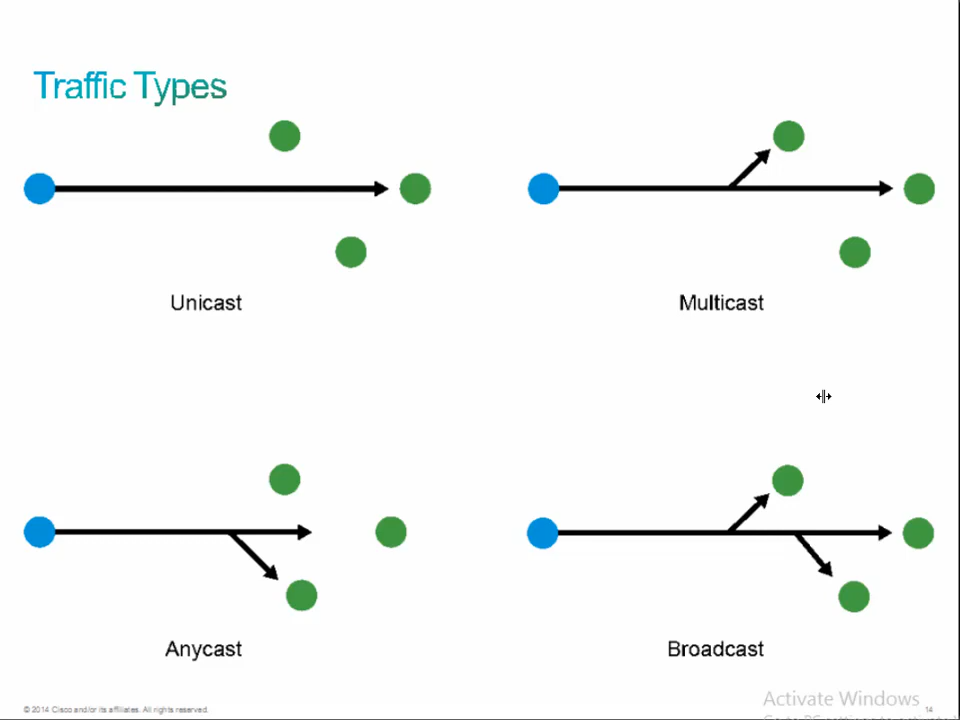 Traffic Types
Unicast
Multicast
Anycast
Broadcast
© 2014 Cisco and/or its affiliates. All rights reserved.
Activate Windows
14